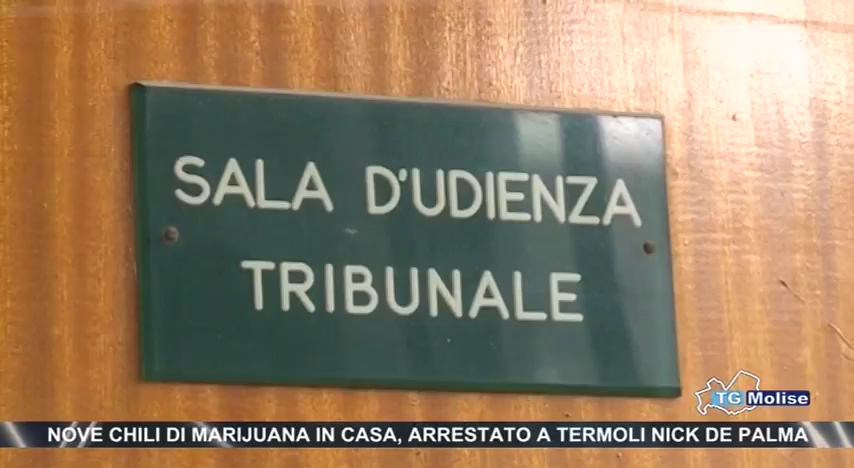 SALA D'UDIENZA
TRIBUNALE
TG Molise
NOVE CHILI DI MARIJUANA IN CASA, ARRESTATO A TERMOLI NICK DE PALMA